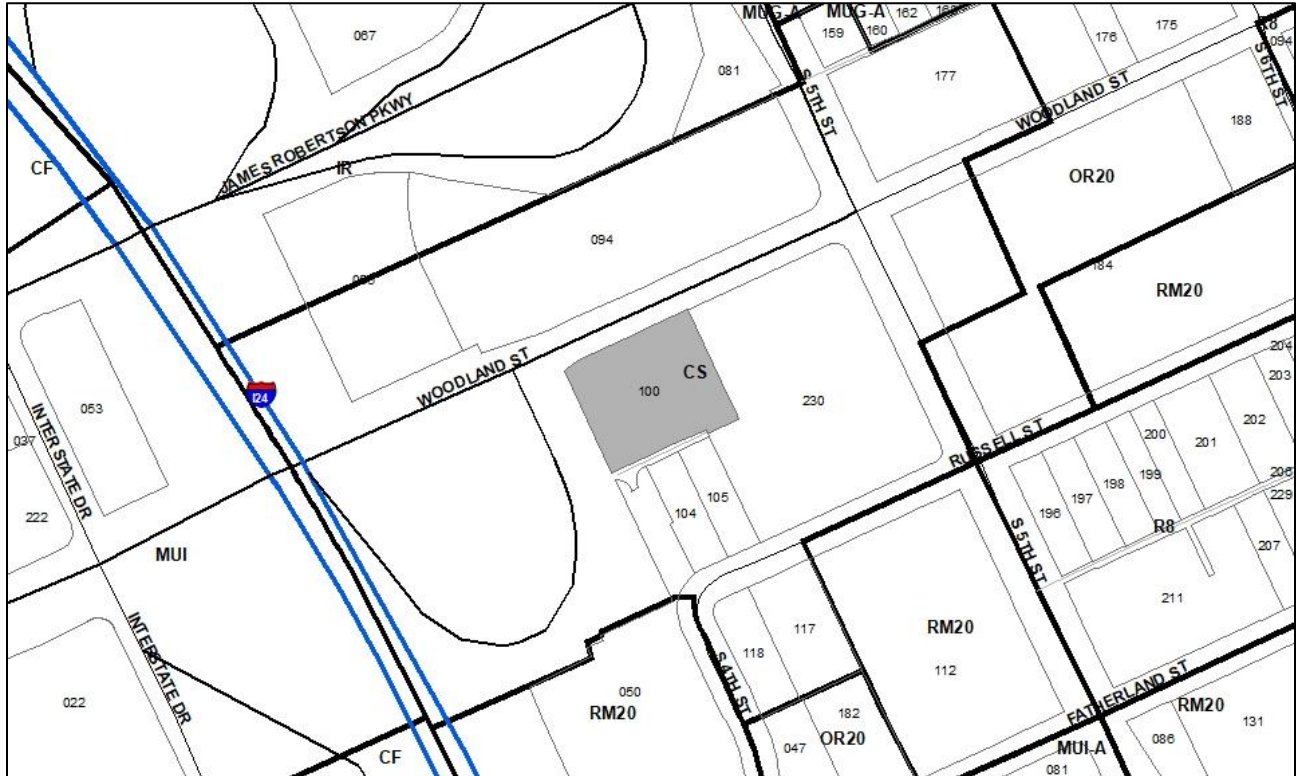 MUG-A
MUG-A
162
067
159
160
175
R8
176
094
S 6TH ST
081
177
S 5TH ST
WOODLAND ST
188
JAMES ROBERTSON PKWY
CF
IR
OR20
094
184
RM20
WOODLAND ST
CS
100
230
I24
204
203
053
INTERSTATE DR
037
202
RUSSELL ST
200
201
199
198
197
196
206
229
105
104
222
S 5TH ST
R8
207
MUI
211
117
RM20
118
112
INTERSTATE DR
S 4TH ST
022
050
RM20
FATHERLAND ST
RM20
182
131
047
OR20
086
MUI-A
CF
081